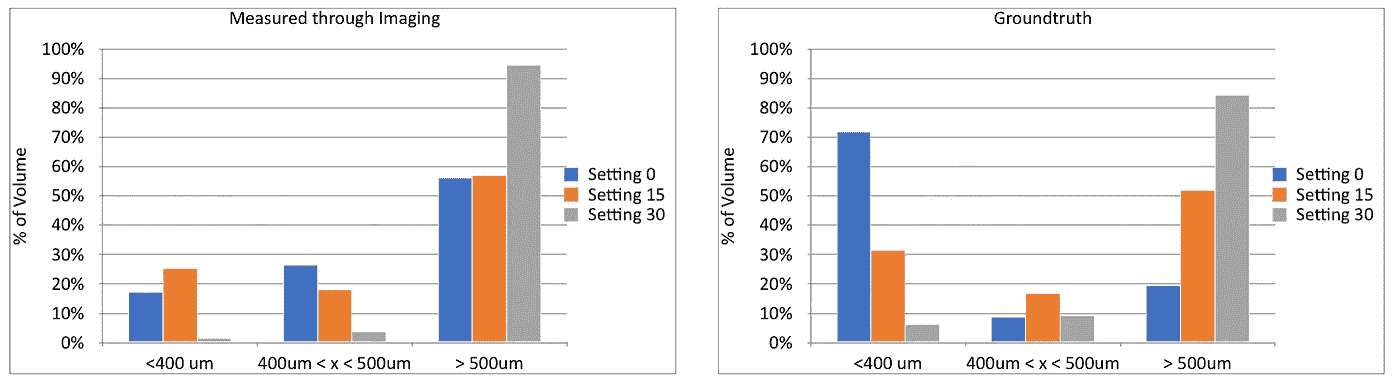 Measured through Imaging
100%
90%
80%
70%
60%
50%
40%
30%
20%
10%
0%
% of Volume
<400 um
400um < x < 500um
> 500um
Setting 0
Setting 15
Setting 30
Groundtruth
100%
90%
80%
70%
60%
50%
40%
30%
20%
10%
0%
% of Volume
<400 um
400um < x < 500um
> 500um
Setting 0
Setting 15
Setting 30